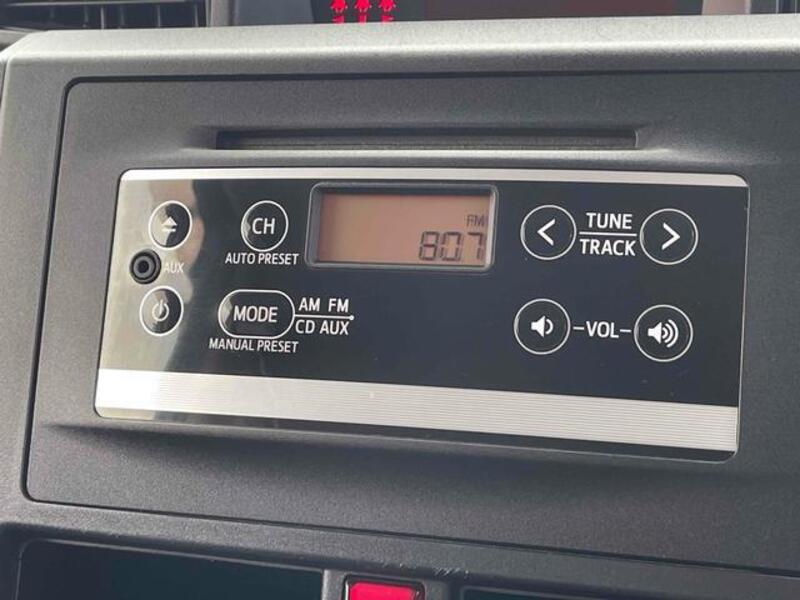 CH
AUTO PRESET
AUX
MODE
AM FM
CD AUX
MANUAL PRESET
FM
80.7
TUNE
TRACK
VOL